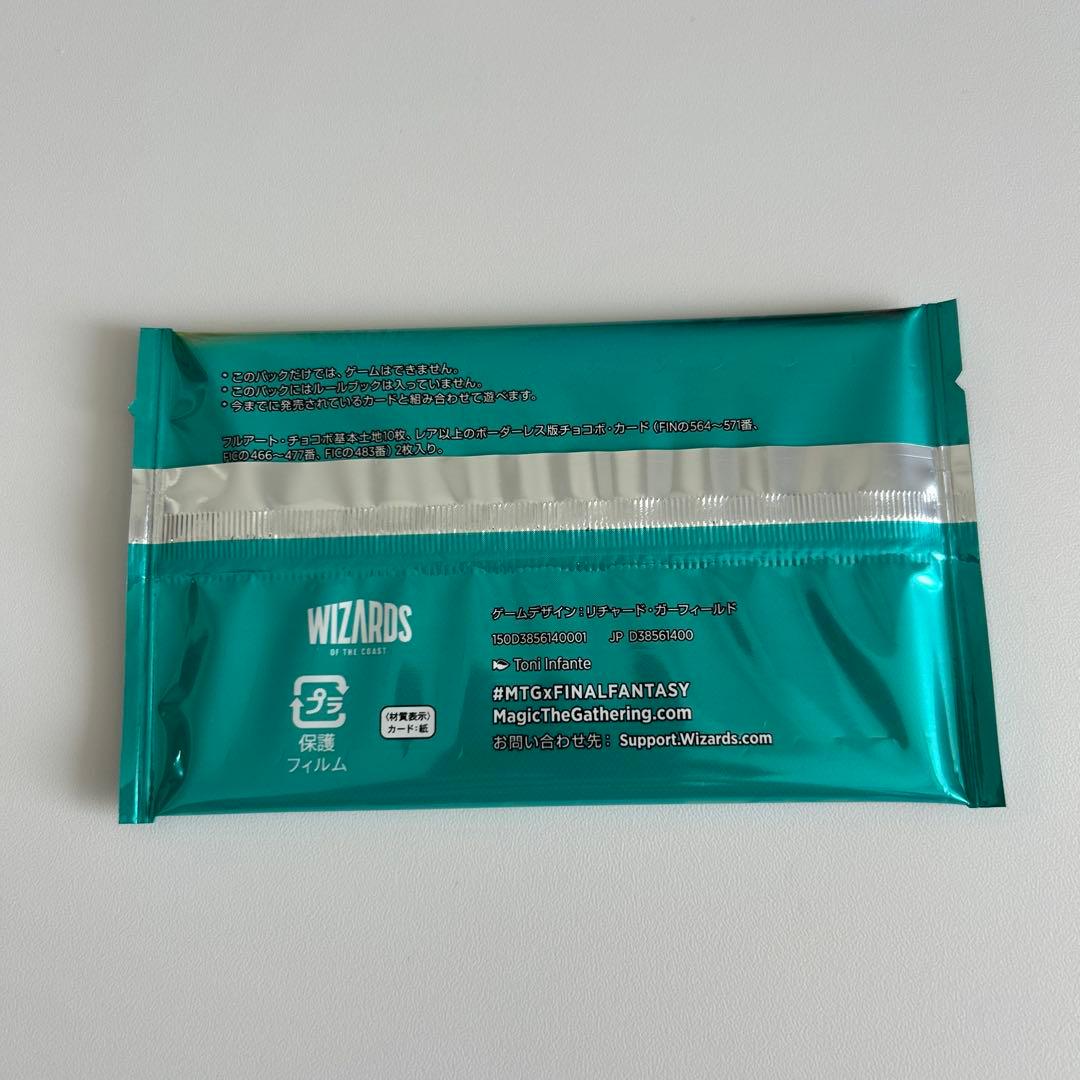 * このパックだけでは、ゲームはできません。
* このパックにはルールブックは入っていません。
* 今までに発売されているカードと組み合わせて遊べます。
フルアート・チョコボ基本土地10枚、レア以上のボーダーレス版チョコボ・カード（FINの564〜571番、
FICの466〜477番、FICの483番）2枚入り。
WIZARDS
OF THE COAST
プラ
保護
フィルム
〈材質表示〉
カード：紙
ゲームデザイン：リチャード・ガーフィールド
150D3856140001 JP D38561400
Toni Infante
#MTGxFINALFANTASY
MagicTheGathering.com
お問い合わせ先： Support.Wizards.com